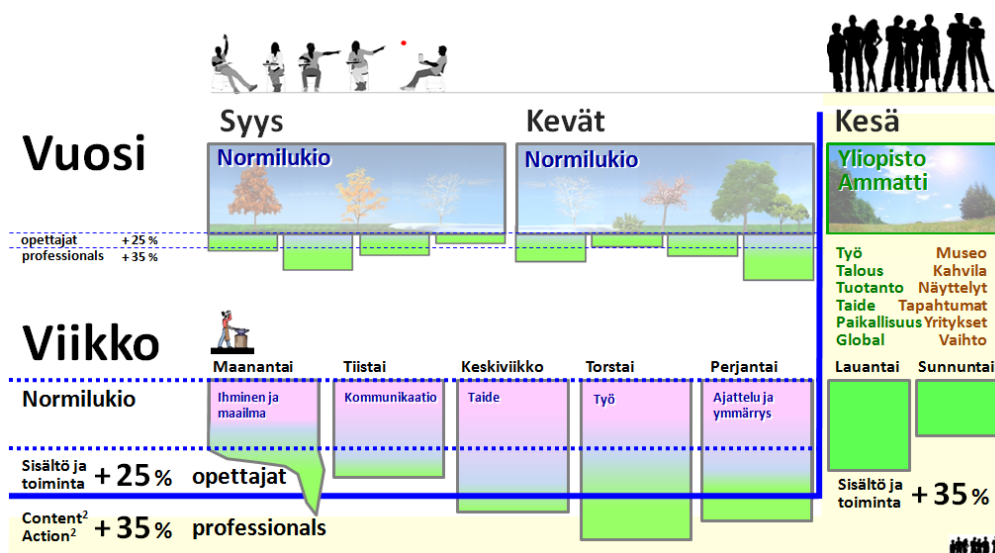 Syys
Kevät
Kesä
Vuosi
Normilukio
Normilukio
Yliopisto
Ammatti
opettajat +25 %
professionals +35 %
Työ Museo
Talous Kahvila
Tuotanto Näyttelyt
Taide Tapahtumat
Paikallisuus Yritykset
Global Vaihto
Viikko
Maanantai Tiistai Keskiviikko Torstai Perjantai Lauantai Sunnuntai
Normilukio
Ihminen ja
maailma
Kommunikaatio
Taide
Työ
Ajattelu ja
ymmärrys
Sisältö ja
toiminta +25 % opettajat
Sisältö ja
toiminta +35 %
Content²
Action² +35 % professionals